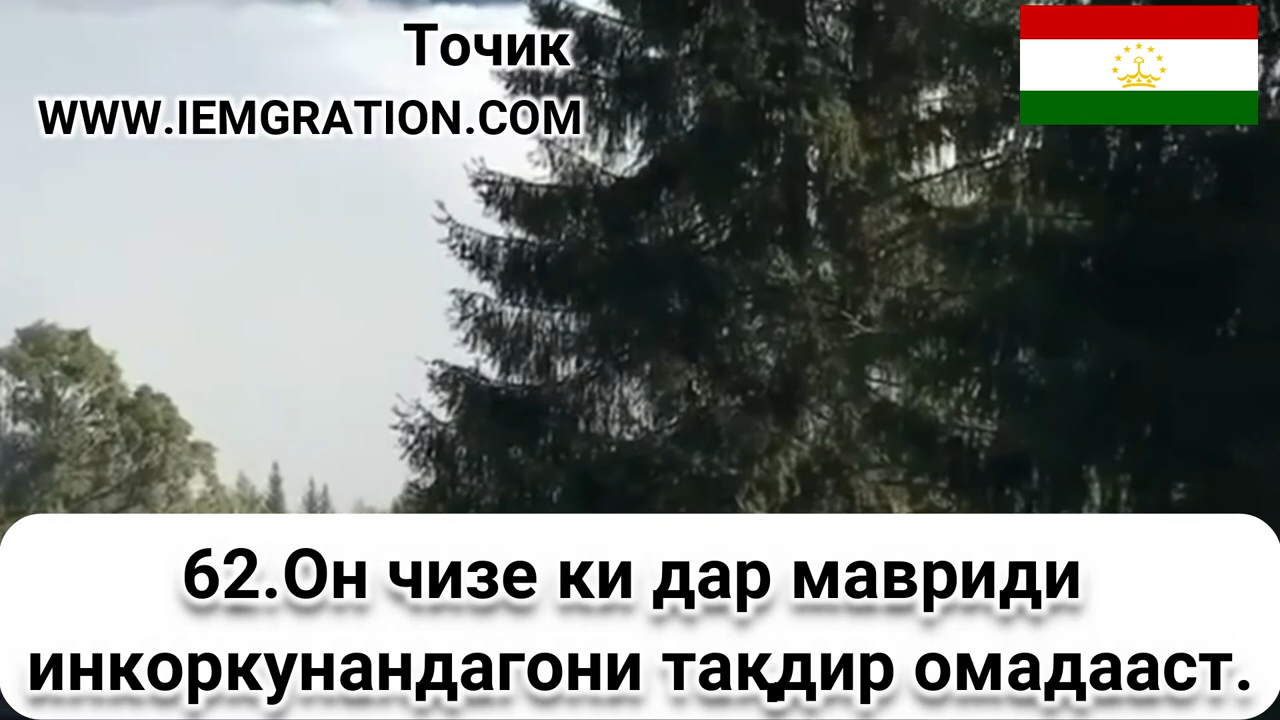 Точик
WWW.IEMGRATION.COM
62.Он чизе ки дар мавриди
инкоркунандагони тақдир омадааст.